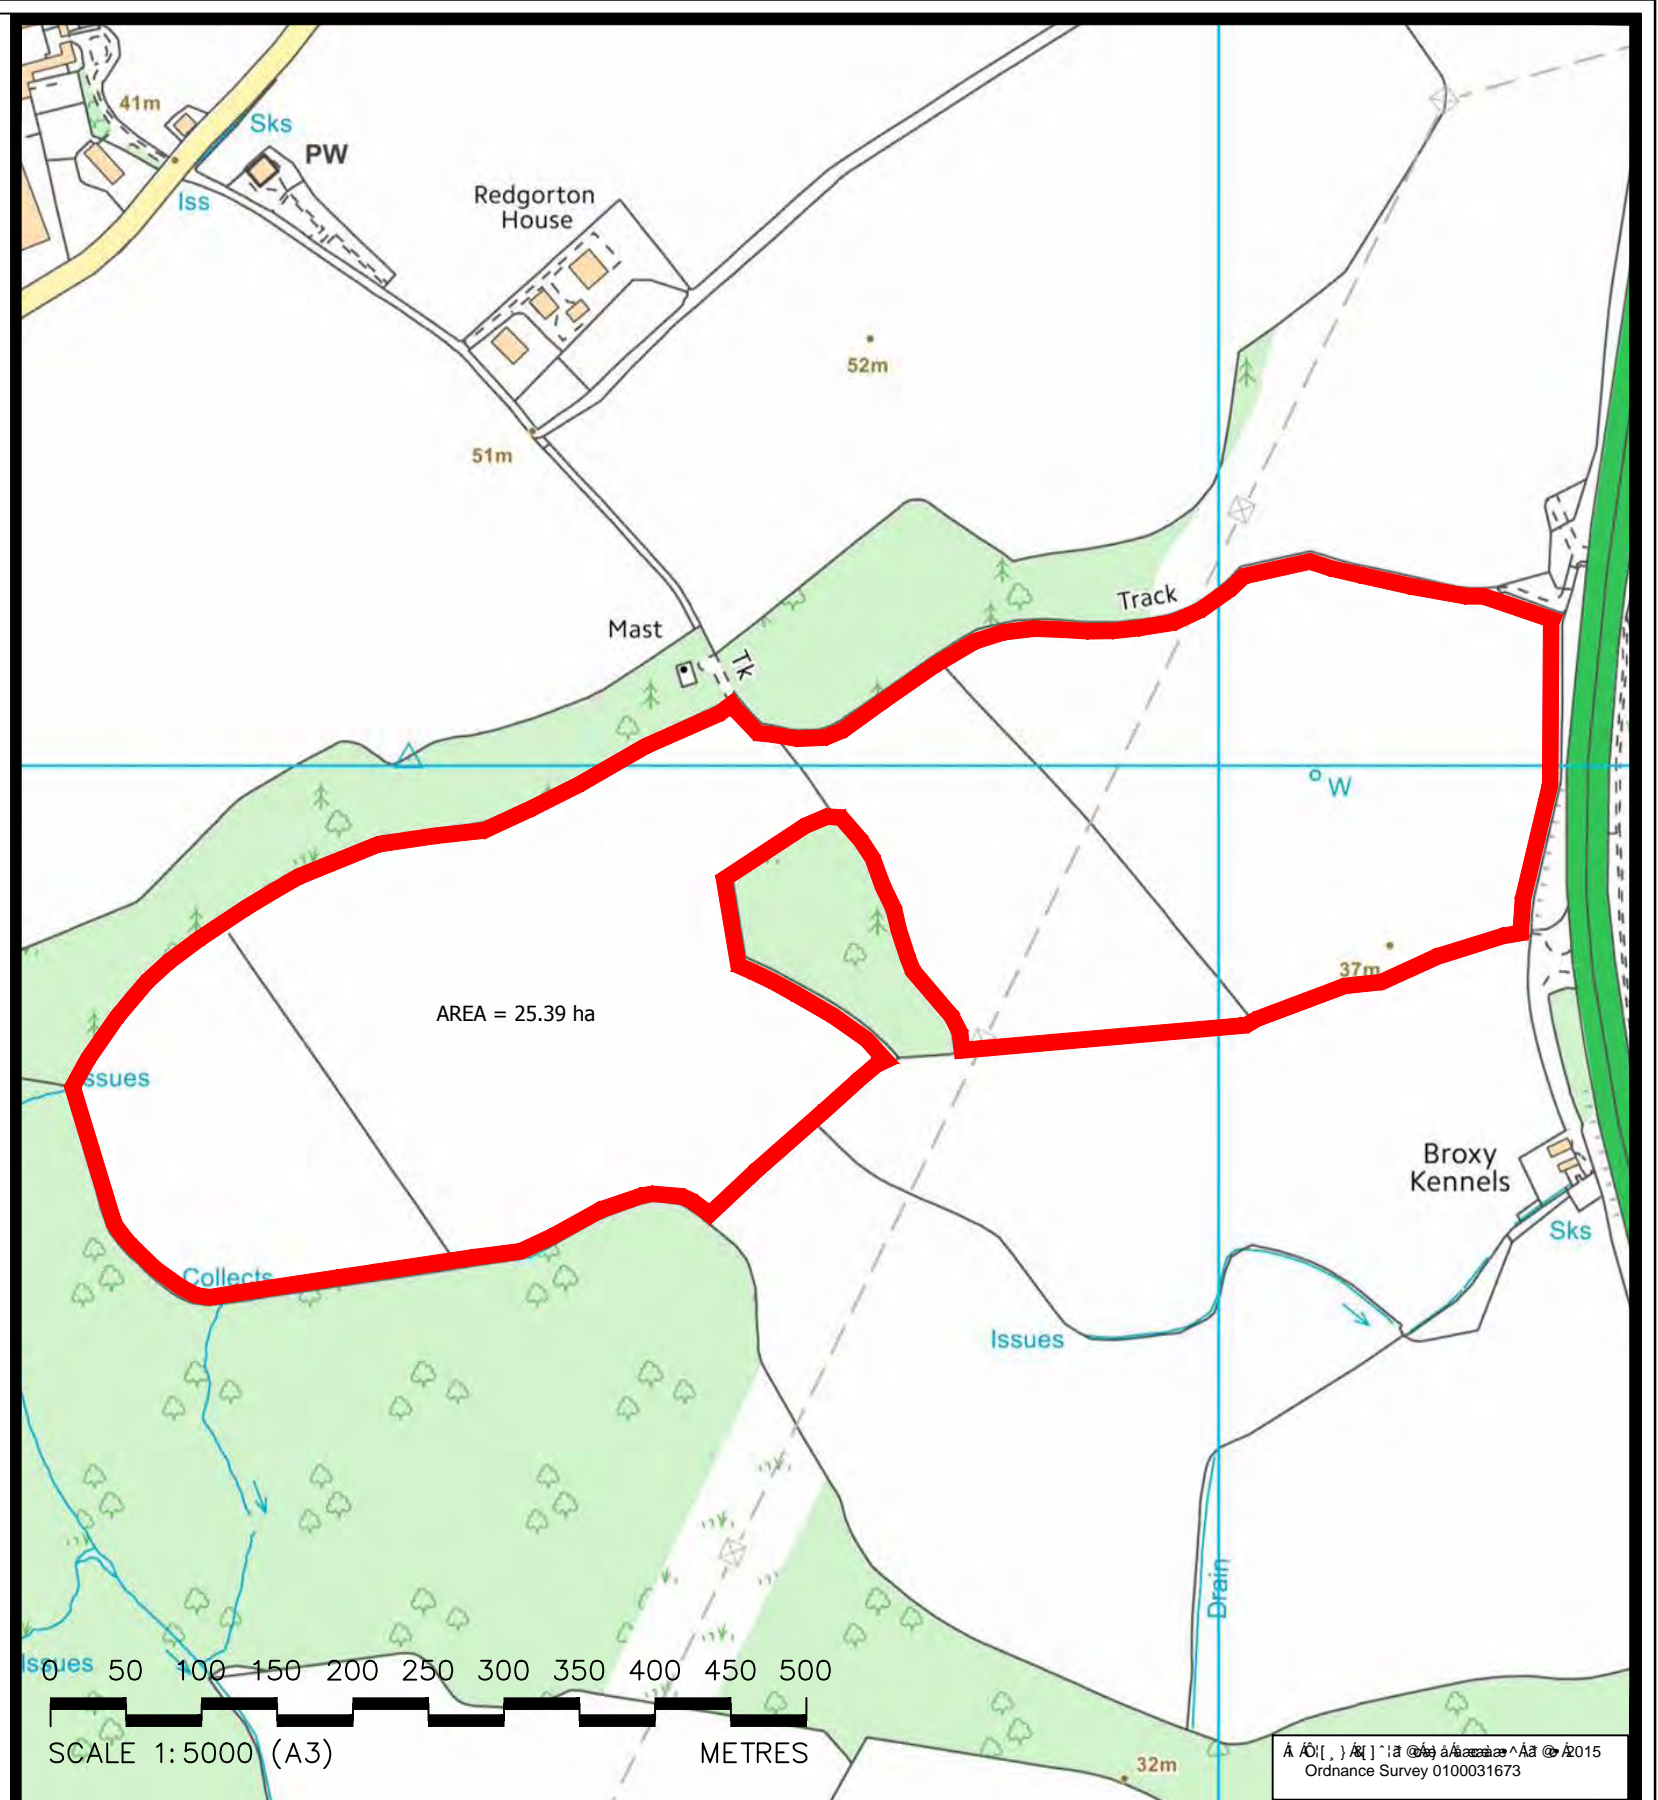 41m
Sks
PW
Iss
Redgorton
House
52m
51m
Track
Mast
Tk
W
37m
AREA = 25.39 ha
ssues
Broxy
Kennels
Sks
Collects
Issues
Drain
Issues
0 50 100 150 200 250 300 350 400 450 500
SCALE 1:5000 (A3) METRES
32m
2015
Ordnance Survey 0100031673